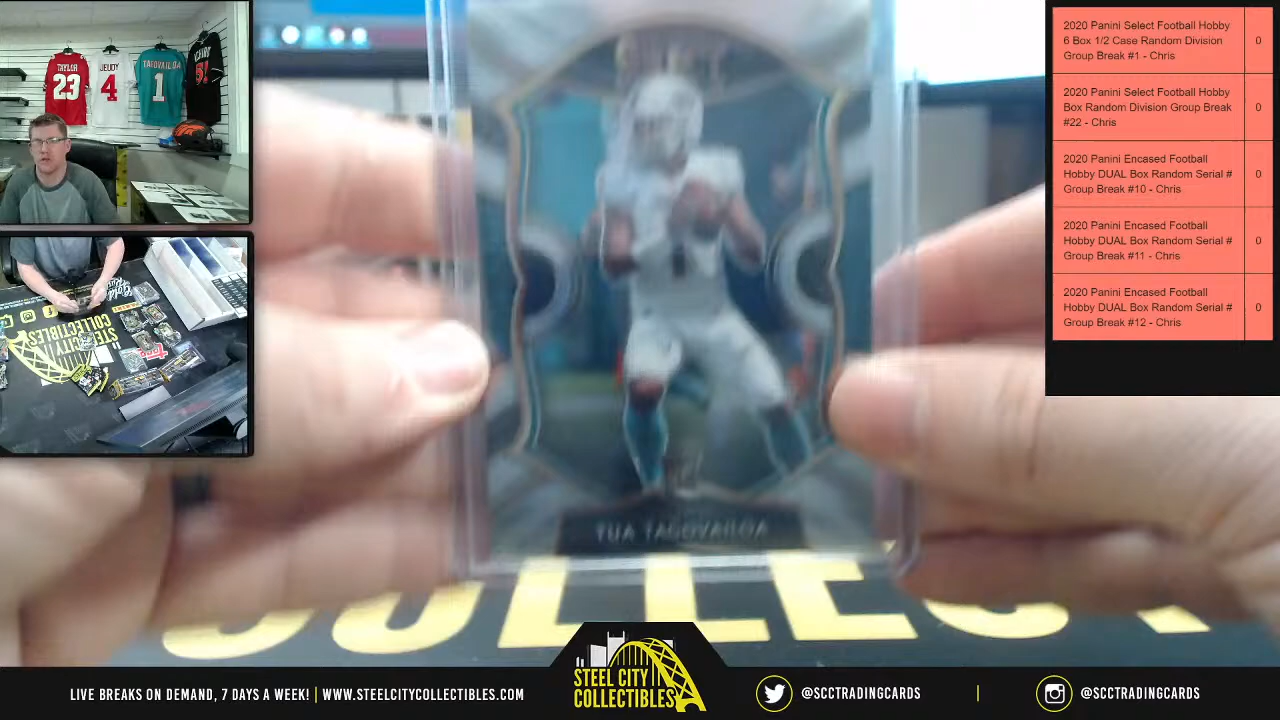 TAYLOR
23
JEUDY
4
TAGOVAILOA
1
51
COLLECTIBLES
2020 Panini Select Football Hobby
6 Box 1/2 Case Random Division
Group Break #1 - Chris
0
2020 Panini Select Football Hobby
Box Random Division Group Break
#22 - Chris
0
2020 Panini Encased Football
Hobby DUAL Box Random Serial #
Group Break #10 - Chris
0
2020 Panini Encased Football
Hobby DUAL Box Random Serial #
Group Break #11 - Chris
0
2020 Panini Encased Football
Hobby DUAL Box Random Serial #
Group Break #12 - Chris
0
TUA TAGOVAILOA
COLLECT
LIVE BREAKS ON DEMAND, 7 DAYS A WEEK! | WWW.STEELCITYCOLLECTIBLES.COM
STEEL CITY
COLLECTIBLES
@SCCTRADINGCARDS
@SCCTRADINGCARDS